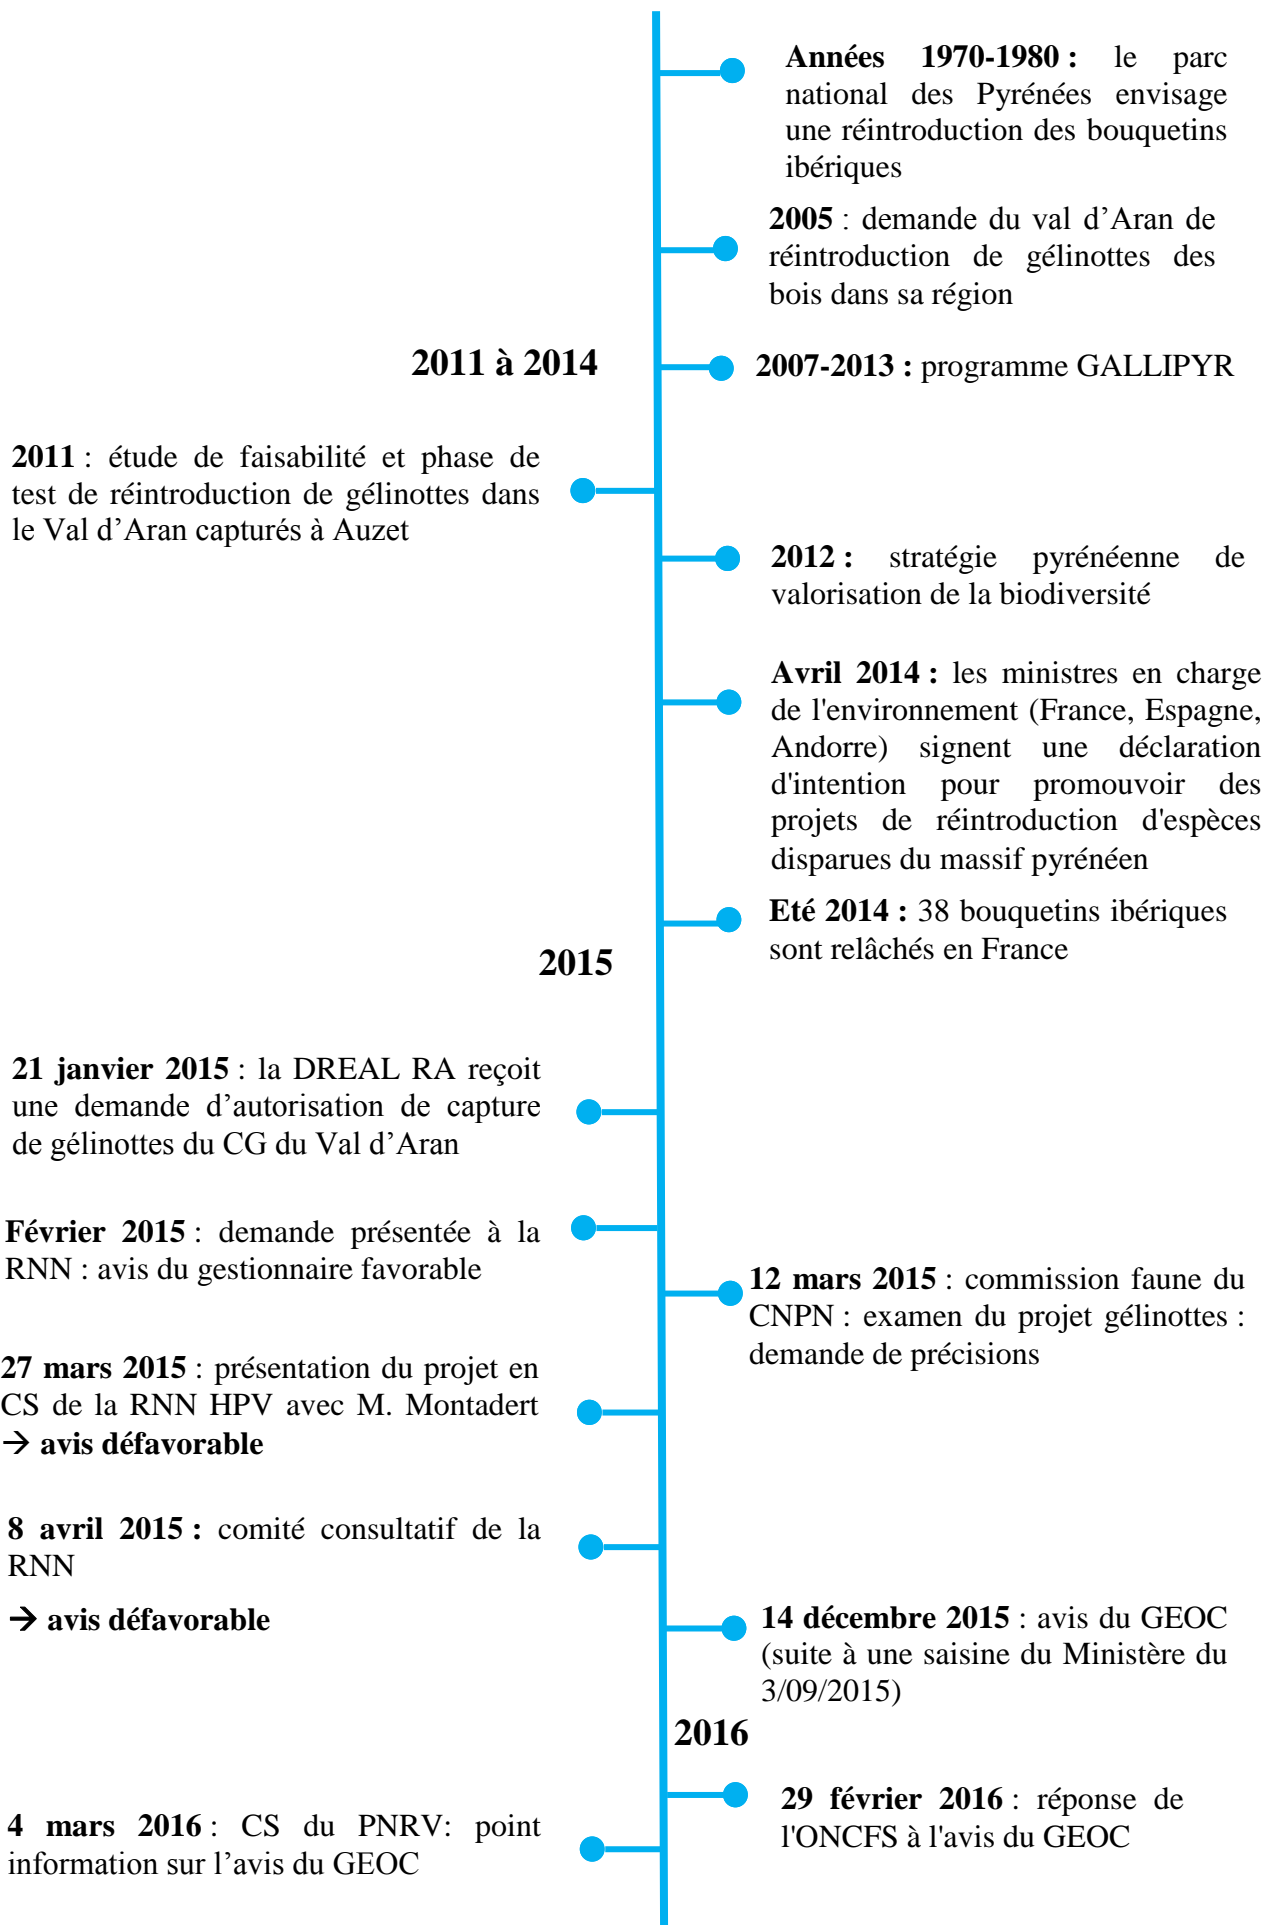 Années 1970-1980 : le parc
national des Pyrénées envisage
une réintroduction des bouquetins
ibériques
2005 : demande du val d’Aran de
réintroduction de gélinottes des
bois dans sa région
2011 à 2014
2007-2013 : programme GALLIPYR
2011 : étude de faisabilité et phase de
test de réintroduction de gélinottes dans
le Val d’Aran capturés à Auzet
2012 : stratégie pyrénéenne de
valorisation de la biodiversité
Avril 2014 : les ministres en charge
de l'environnement (France, Espagne,
Andorre) signent une déclaration
d'intention pour promouvoir des
projets de réintroduction d'espèces
disparues du massif pyrénéen
Eté 2014 : 38 bouquetins ibériques
sont relâchés en France
2015
21 janvier 2015 : la DREAL RA reçoit
une demande d’autorisation de capture
de gélinottes du CG du Val d’Aran
Février 2015 : demande présentée à la
RNN : avis du gestionnaire favorable
12 mars 2015 : commission faune du
CNPN : examen du projet gélinottes :
demande de précisions
27 mars 2015 : présentation du projet en
CS de la RNN HPV avec M. Montadert
→ avis défavorable
8 avril 2015 : comité consultatif de la
RNN
→ avis défavorable
14 décembre 2015 : avis du GEOC
(suite à une saisine du Ministère du
3/09/2015)
2016
29 février 2016 : réponse de
l'ONCFS à l'avis du GEOC
4 mars 2016 : CS du PNRV: point
information sur l’avis du GEOC